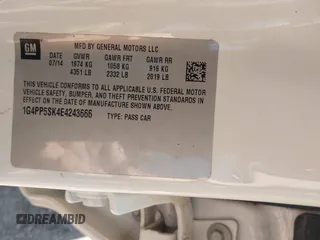 GM
MFD BY GENERAL MOTORS LLC
DATE GVWR GAWR FR GAWR RR
07/14 1974 KG 1058 KG 916 KG
4351 LB 2332 LB 2019 LB
THIS VEHICLE CONFORMS TO ALL APPLICABLE U.S. FEDERAL MOTOR
VEHICLE SAFETY, BUMPER, AND THEFT PREVENTION STANDARDS
IN EFFECT ON THE DATE OF MANUFACTURE SHOWN ABOVE.
1G4PP5SK4E4243666 TYPE: PASS CAR
DREAMBID